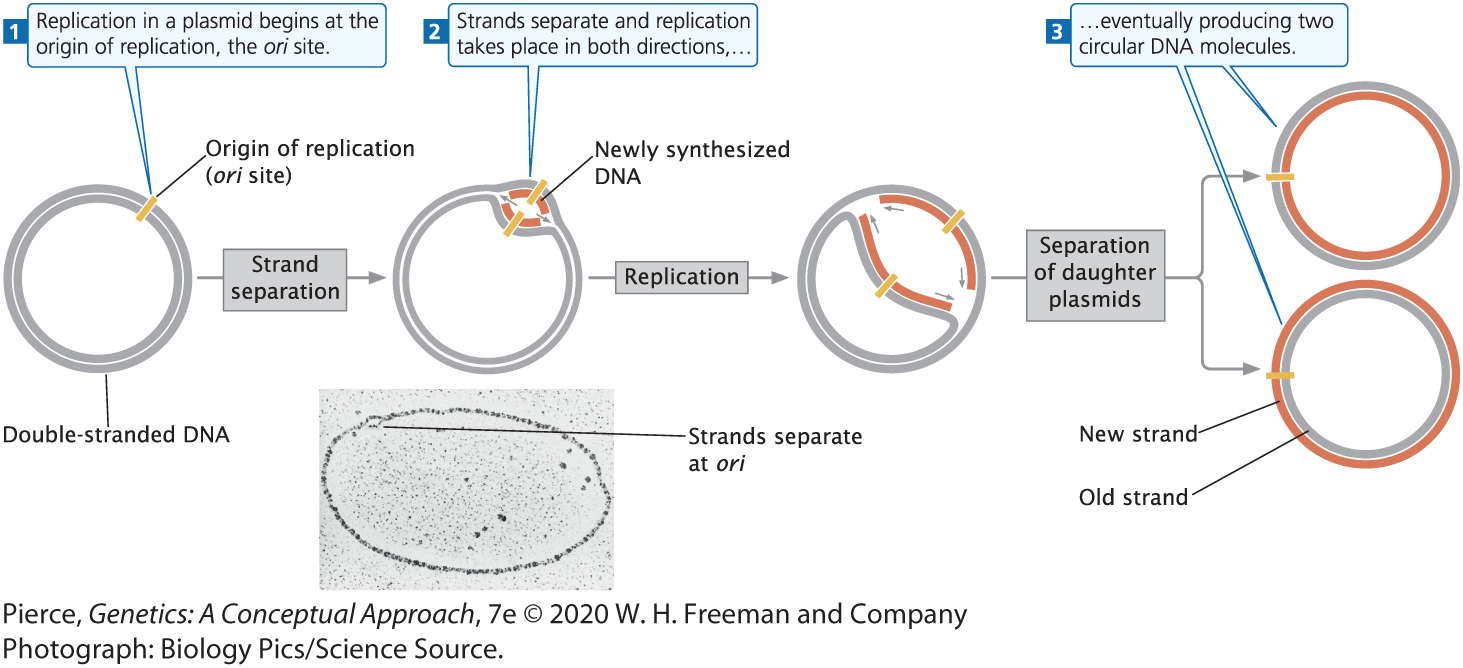 1
Replication in a plasmid begins at the
origin of replication, the ori site.
2
Strands separate and replication
takes place in both directions,…
3
…eventually producing two
circular DNA molecules.
Origin of replication
(ori site)
Newly synthesized
DNA
Strand
separation
Replication
Separation
of daughter
plasmids
Double-stranded DNA
Strands separate
at ori
New strand
Old strand
Pierce, Genetics: A Conceptual Approach, 7e © 2020 W. H. Freeman and Company
Photograph: Biology Pics/Science Source.